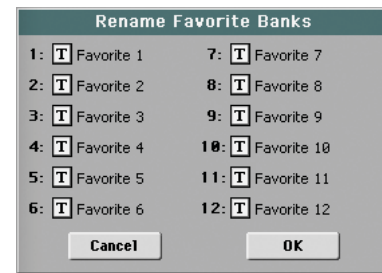 Rename Favorite Banks
1: T Favorite 1
2: T Favorite 2
3: T Favorite 3
4: T Favorite 4
5: T Favorite 5
6: T Favorite 6
7: T Favorite 7
8: T Favorite 8
9: T Favorite 9
10: T Favorite 10
11: T Favorite 11
12: T Favorite 12
Cancel
OK